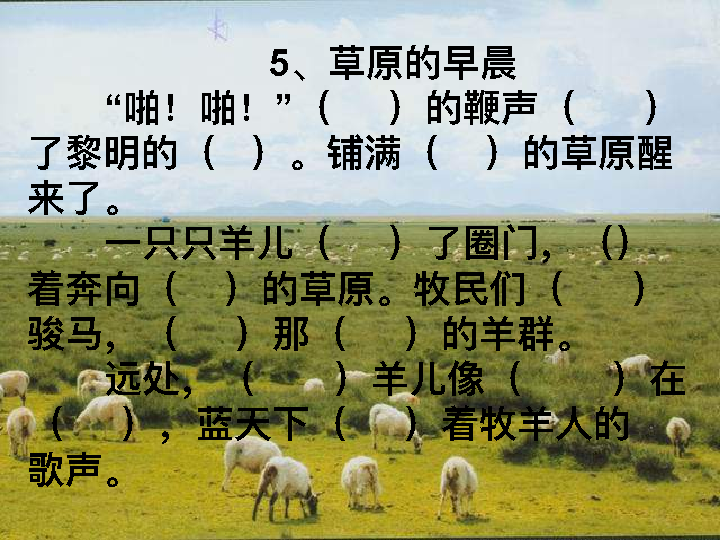 5、草原的早晨
“啪！啪！”（　）的鞭声（　）
了黎明的（　）。铺满（　）的草原醒
来了。
一只只羊儿（　）了圈门，（）
着奔向（　）的草原。牧民们（　）
骏马，（　）那（　）的羊群。
远处，（　）羊儿像（　）在
（　），蓝天下（　）着牧羊人的
歌声。